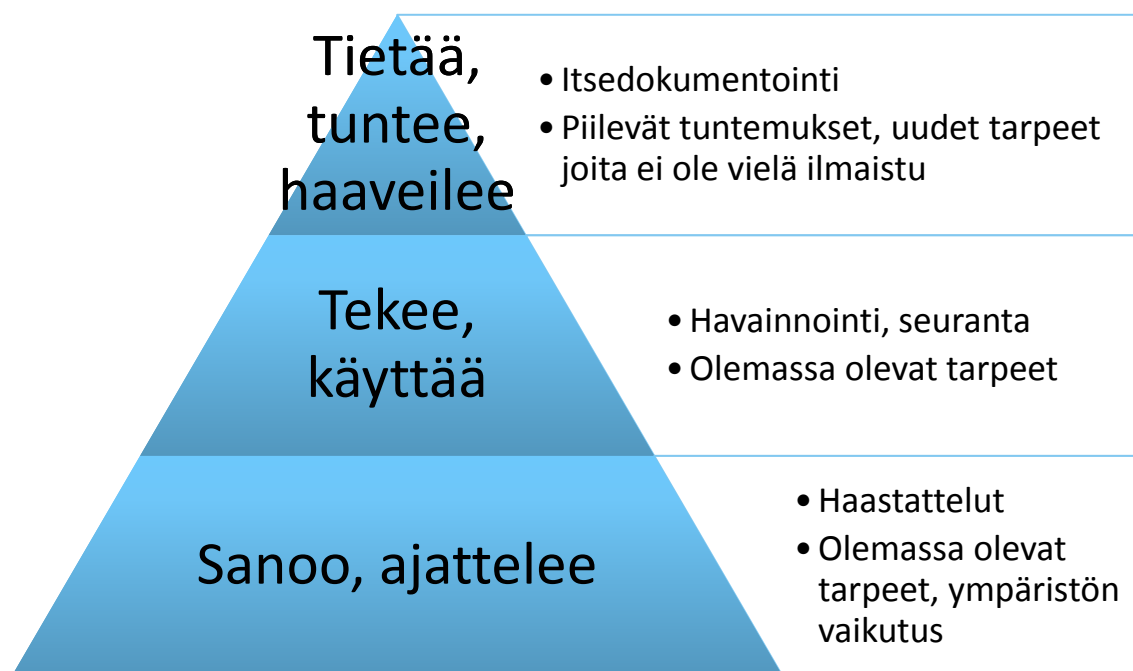 Tietää,
tuntee,
haaveilee
• Itsedokumentointi
• Piilevät tuntemukset, uudet tarpeet
joita ei ole vielä ilmaistu
Tekee,
käyttää
• Havainnointi, seuranta
• Olemassa olevat tarpeet
Sanoo, ajattelee
• Haastattelut
• Olemassa olevat
tarpeet, ympäristön
vaikutus